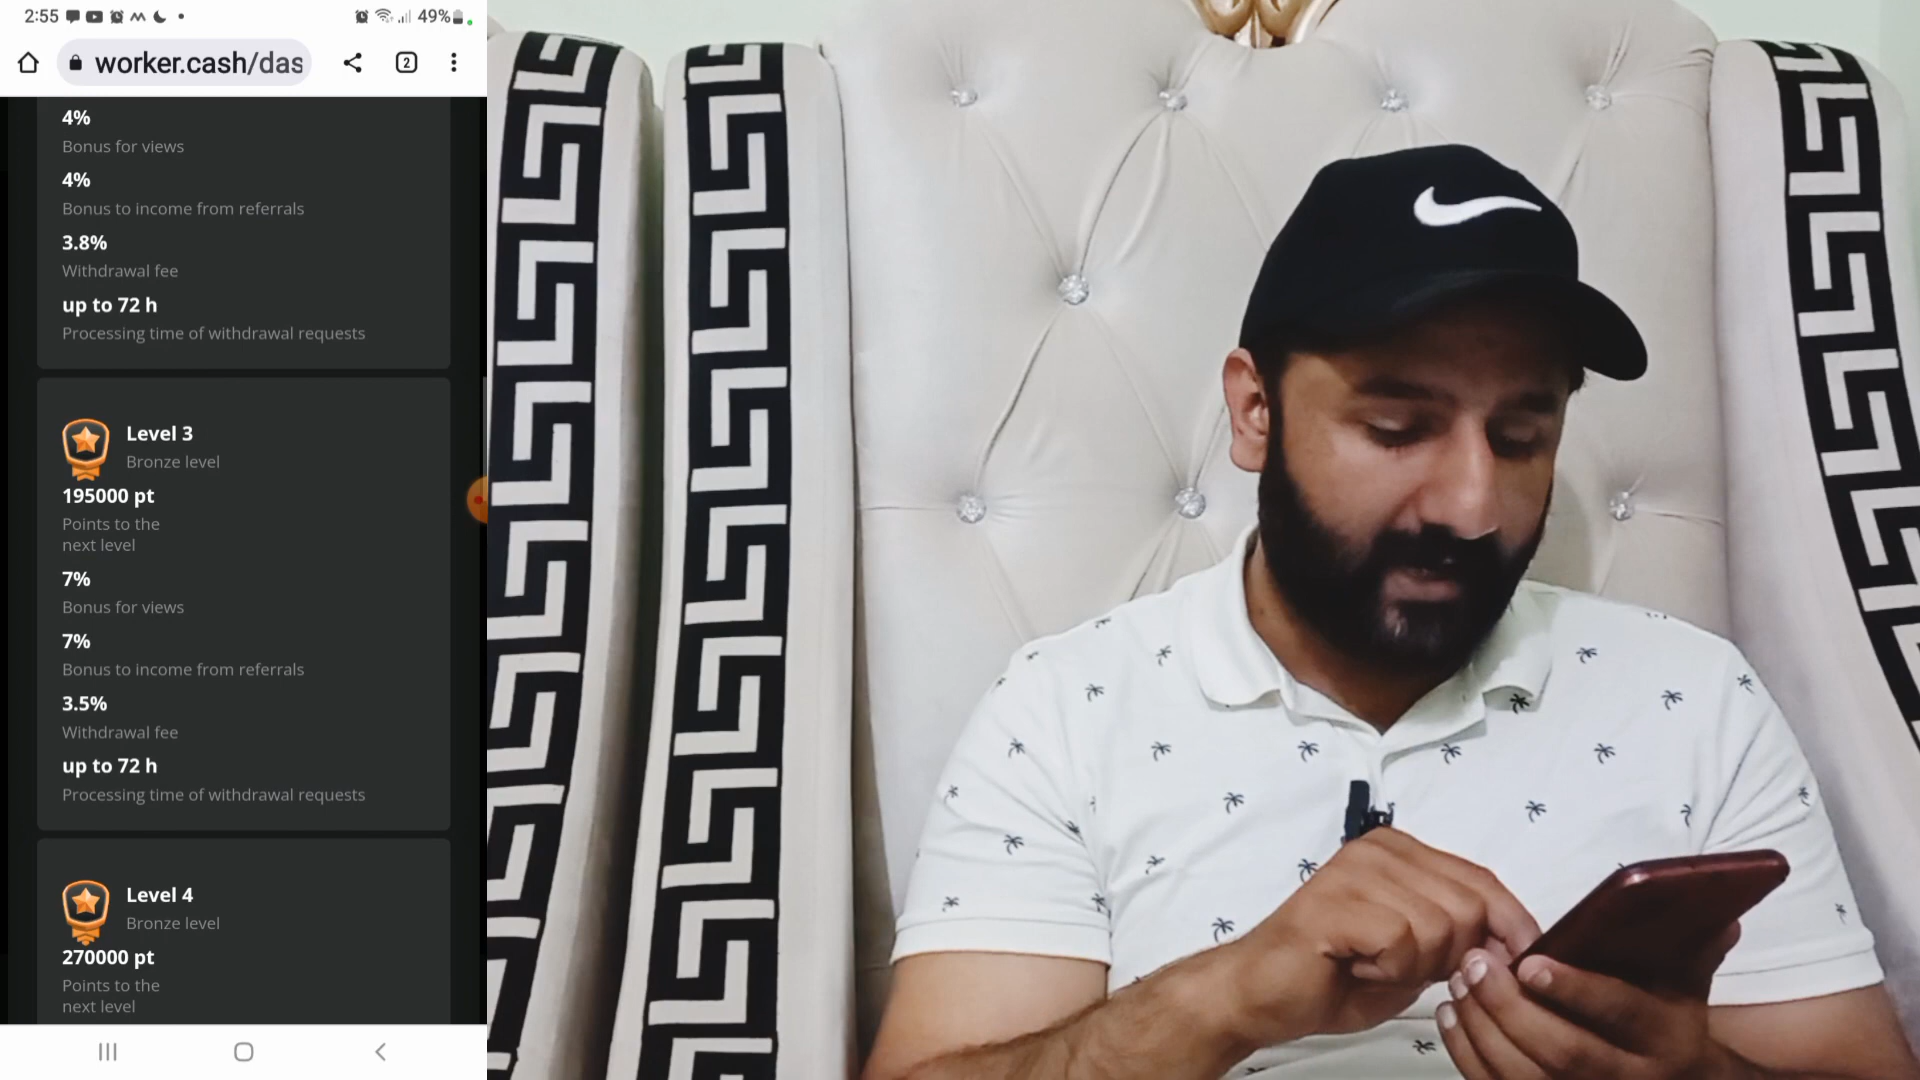 2:55
49%
worker.cash/das
2
4%
Bonus for views
4%
Bonus to income from referrals
3.8%
Withdrawal fee
up to 72 h
Processing time of withdrawal requests
Level 3
Bronze level
195000 pt
Points to the
next level
7%
Bonus for views
7%
Bonus to income from referrals
3.5%
Withdrawal fee
up to 72 h
Processing time of withdrawal requests
Level 4
Bronze level
270000 pt
Points to the
next level